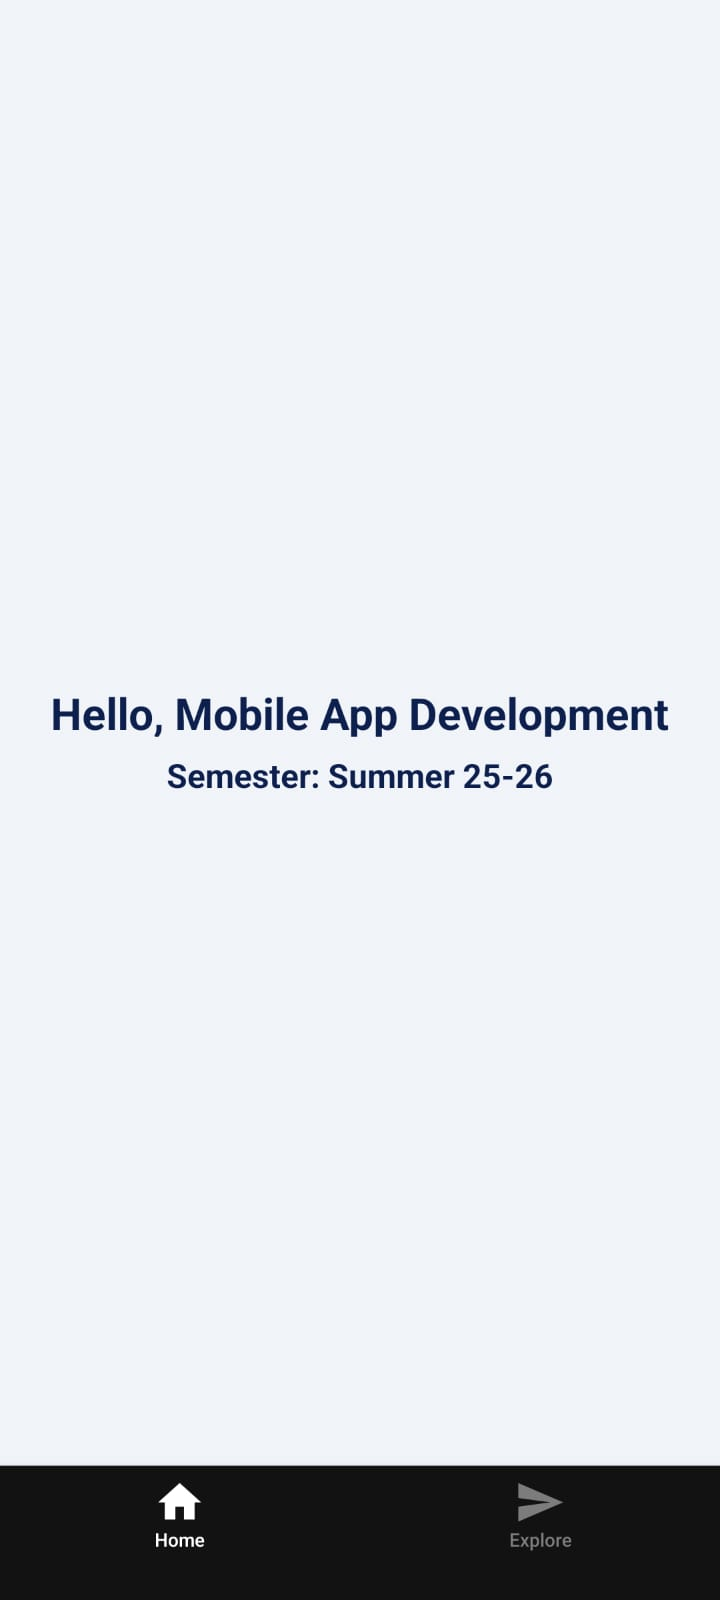 Hello, Mobile App Development
Semester: Summer 25-26
Home
Explore